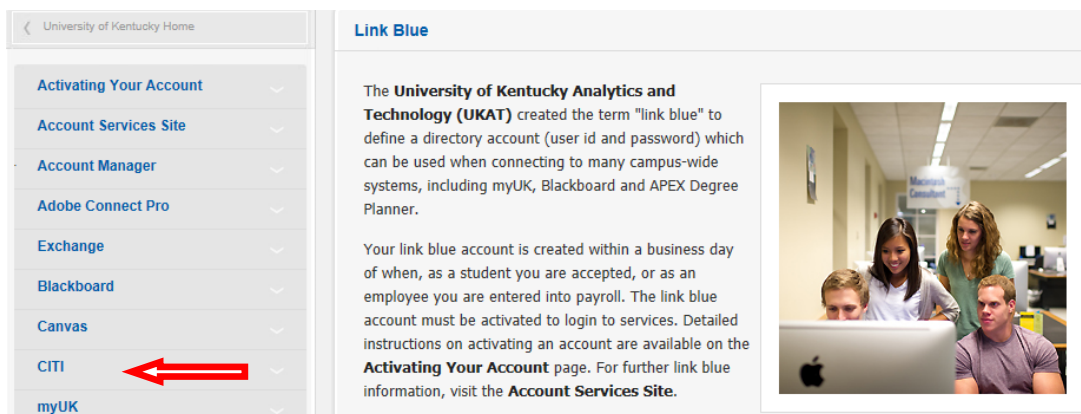 University of Kentucky Home
Activating Your Account
Account Services Site
Account Manager
Adobe Connect Pro
Exchange
Blackboard
Canvas
CITI
myUK
Link Blue
The University of Kentucky Analytics and
Technology (UKAT) created the term "link blue" to
define a directory account (user id and password) which
can be used when connecting to many campus-wide
systems, including myUK, Blackboard and APEX Degree
Planner.
Your link blue account is created within a business day
of when, as a student you are accepted, or as an
employee you are entered into payroll. The link blue
account must be activated to login to services. Detailed
instructions on activating an account are available on the
Activating Your Account page. For further link blue
information, visit the Account Services Site.
Macintosh
Consultant